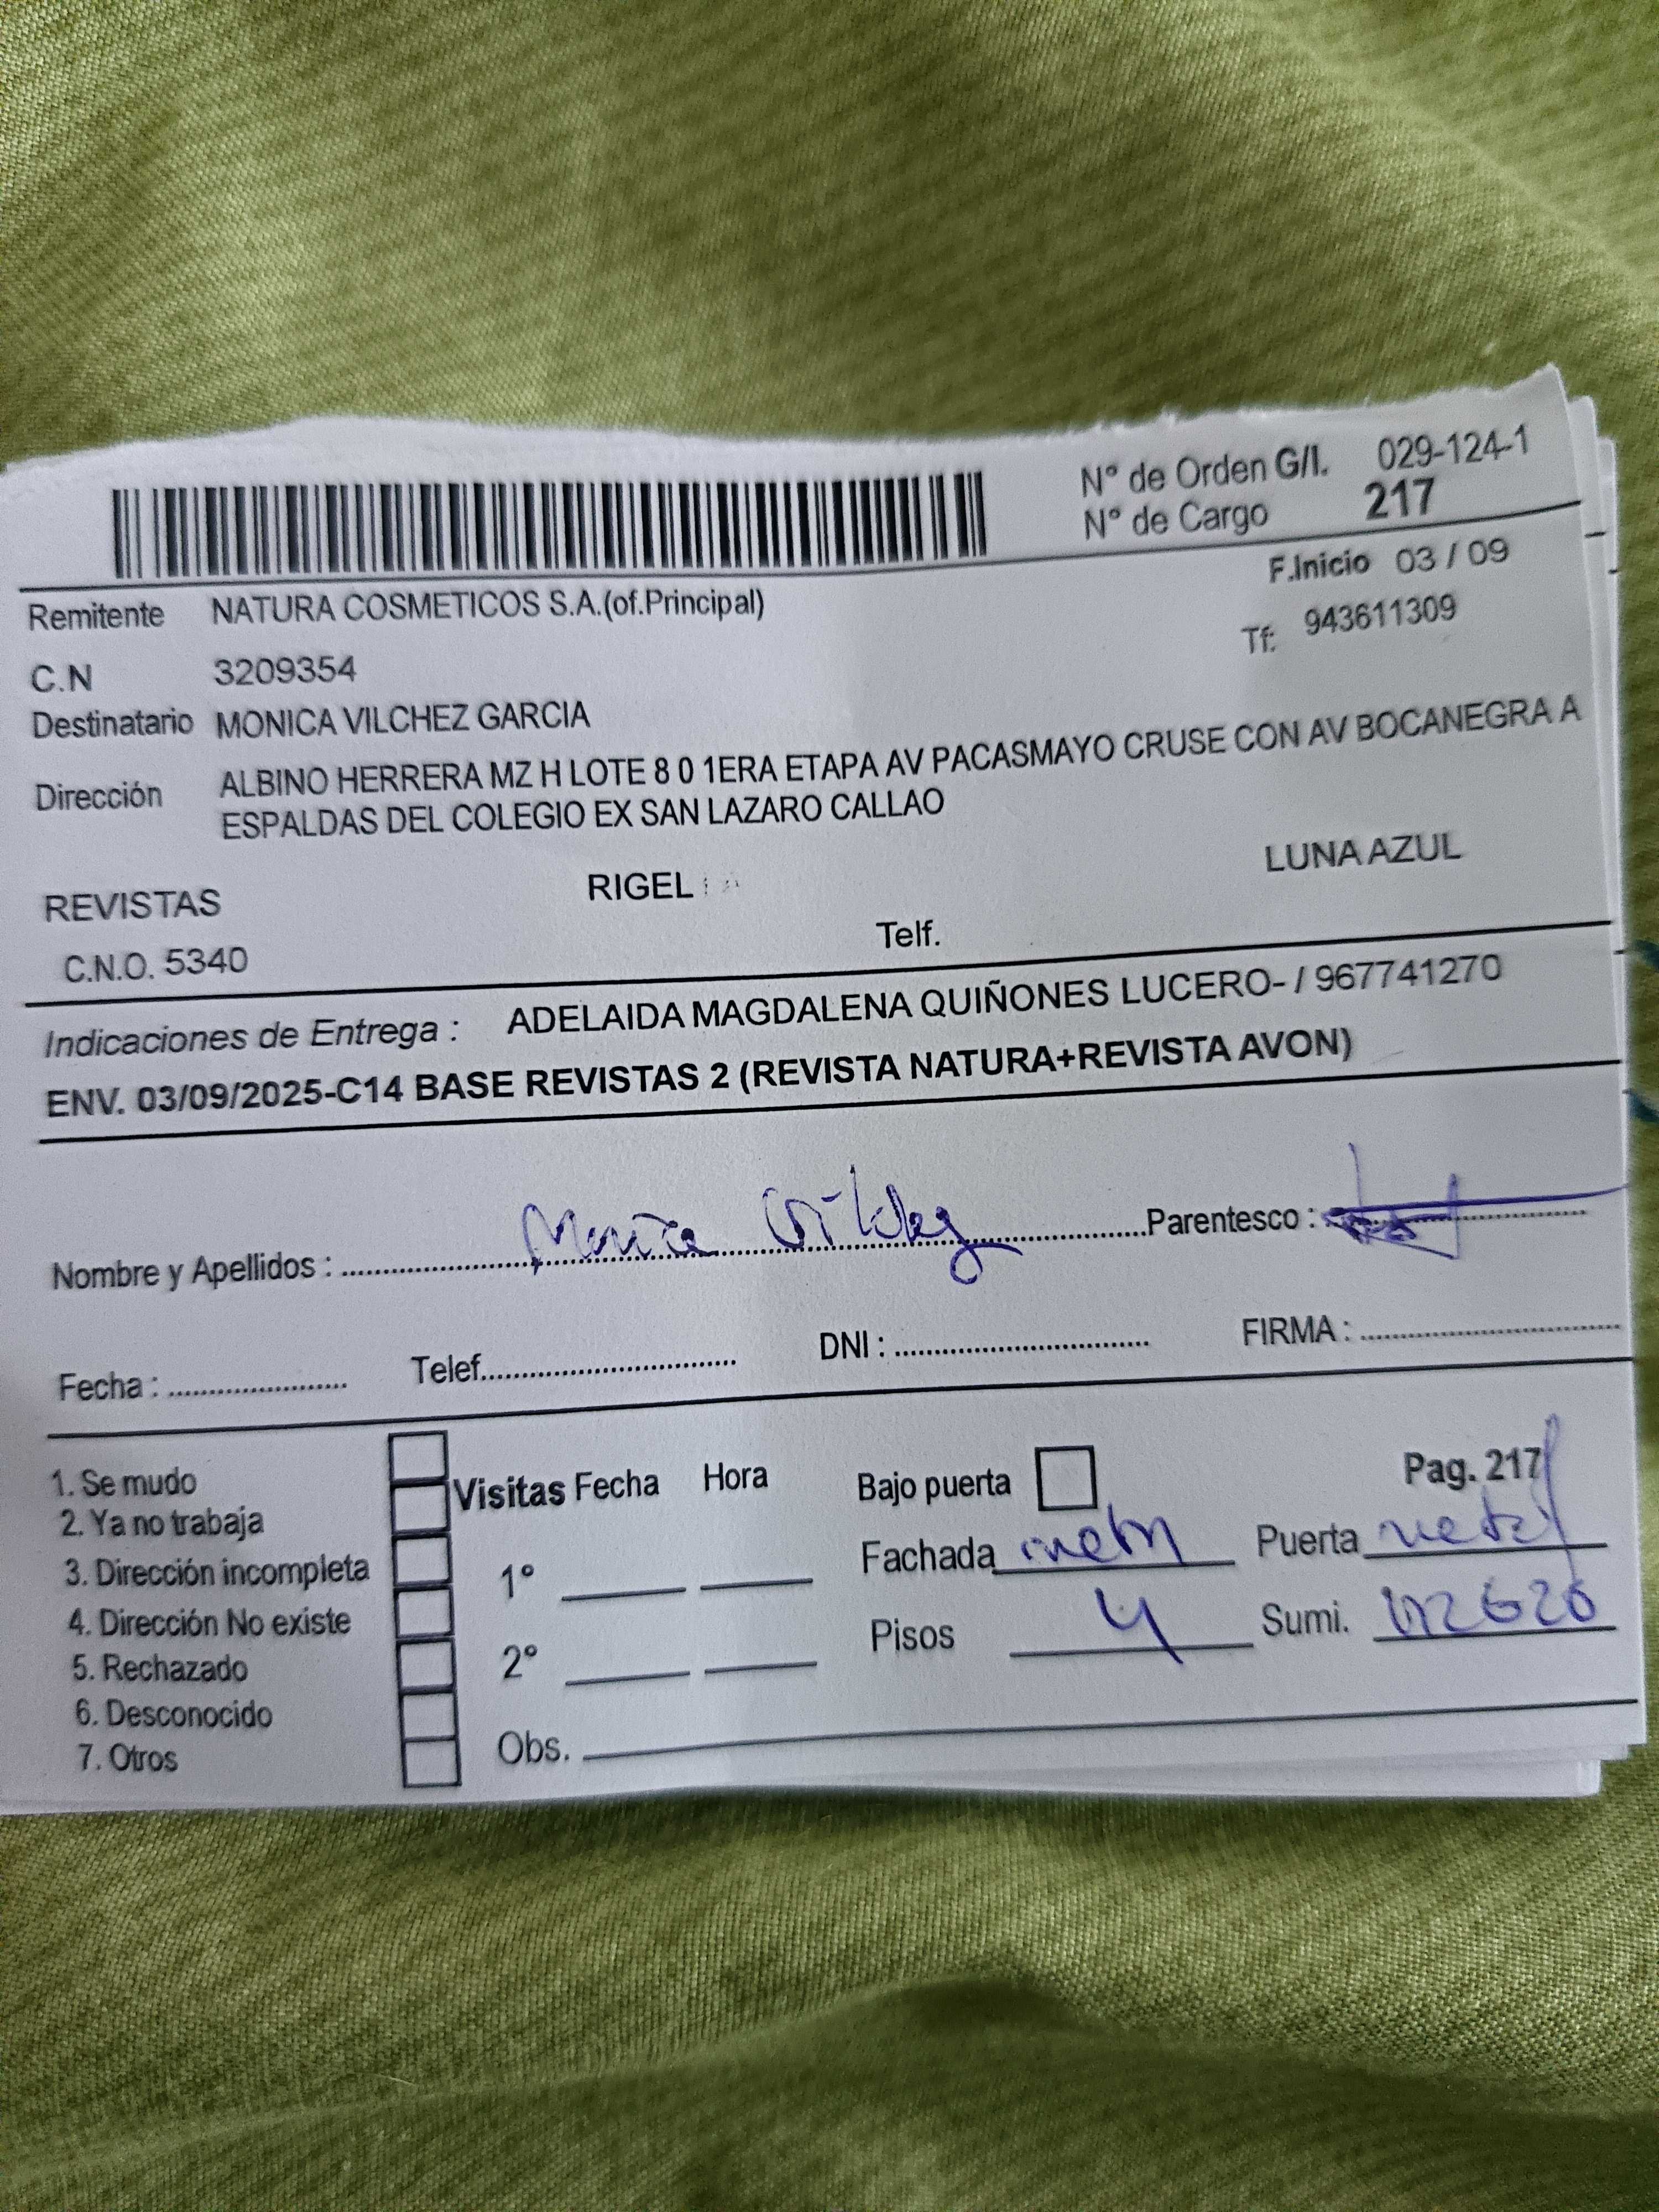 N° de Orden G/I. 029-124-1
N° de Cargo 217
F.Inicio 03 / 09
Remitente NATURA COSMETICOS S.A.(of.Principal)
Tf: 943611309
C.N 3209354
Destinatario MONICA VILCHEZ GARCIA
Dirección ALBINO HERRERA MZ H LOTE 8 0 1ERA ETAPA AV PACASMAYO CRUSE CON AV BOCANEGRA A
ESPALDAS DEL COLEGIO EX SAN LAZARO CALLAO
REVISTAS RIGEL LUNA AZUL
C.N.O. 5340 Telf.
Indicaciones de Entrega : ADELAIDA MAGDALENA QUIÑONES LUCERO- / 967741270
ENV. 03/09/2025-C14 BASE REVISTAS 2 (REVISTA NATURA+REVISTA AVON)
Nombre y Apellidos : Monica Vilchez Parentesco :
Fecha : Telef. DNI : FIRMA :
1. Se mudo
2. Ya no trabaja
3. Dirección incompleta
4. Dirección No existe
5. Rechazado
6. Desconocido
7. Otros
Visitas Fecha Hora
1°
2°
Obs.
Bajo puerta Pag. 217
Fachada Puerta
Pisos 4 Sumi.